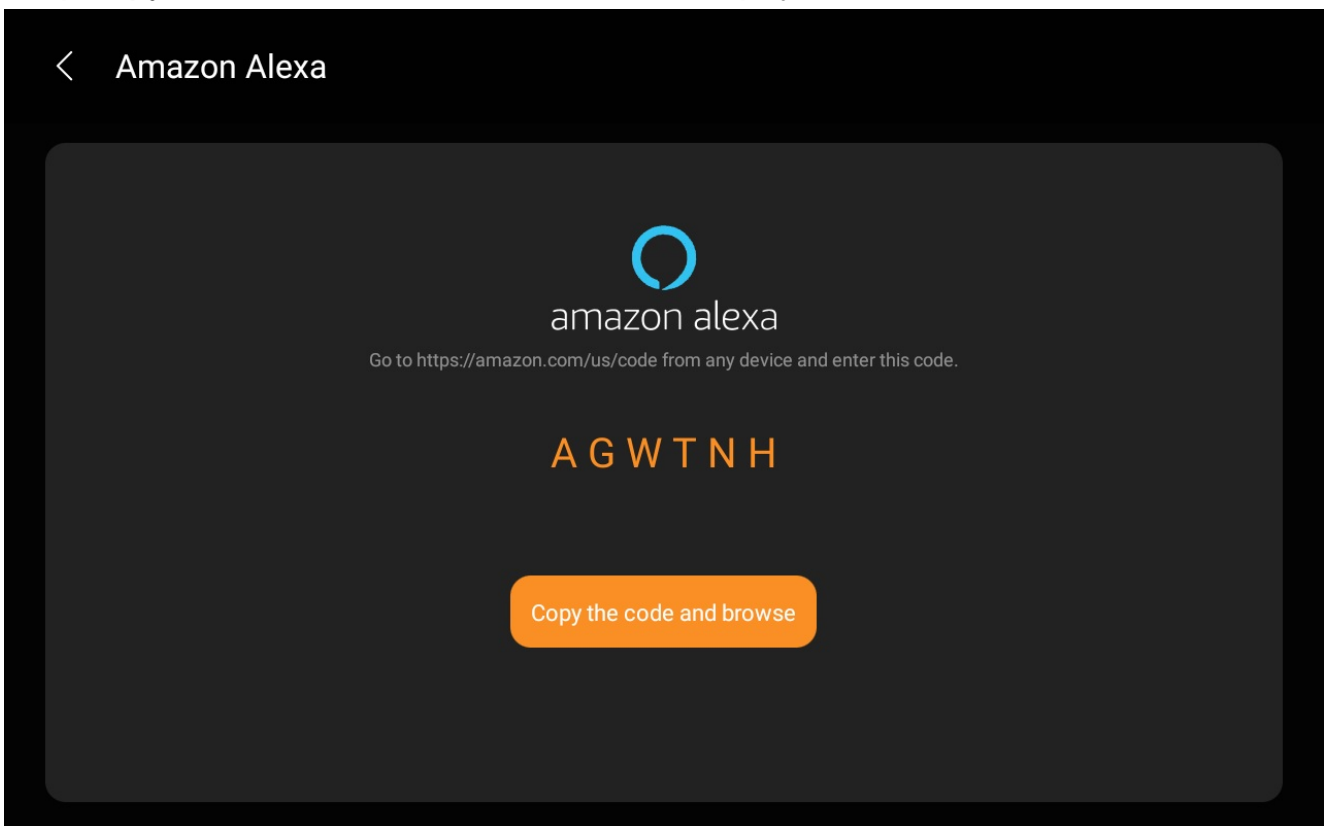 Amazon Alexa
amazon alexa
Go to https://amazon.com/us/code from any device and enter this code.
A G W T N H
Copy the code and browse